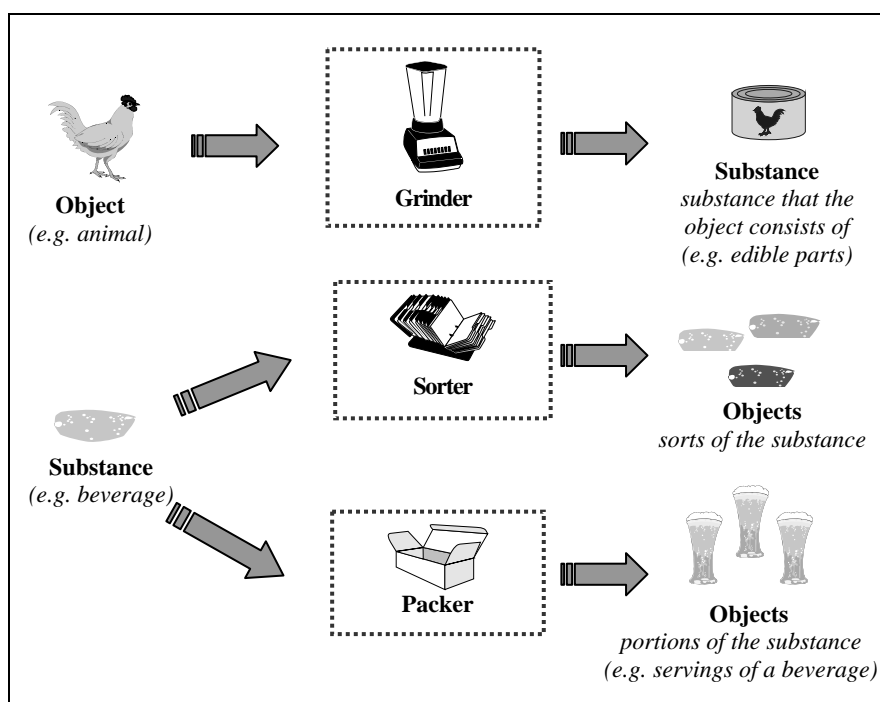 Object
(e.g. animal)
Grinder
Substance
substance that the
object consists of
(e.g. edible parts)
Substance
(e.g. beverage)
Sorter
Objects
sorts of the substance
Packer
Objects
portions of the substance
(e.g. servings of a beverage)